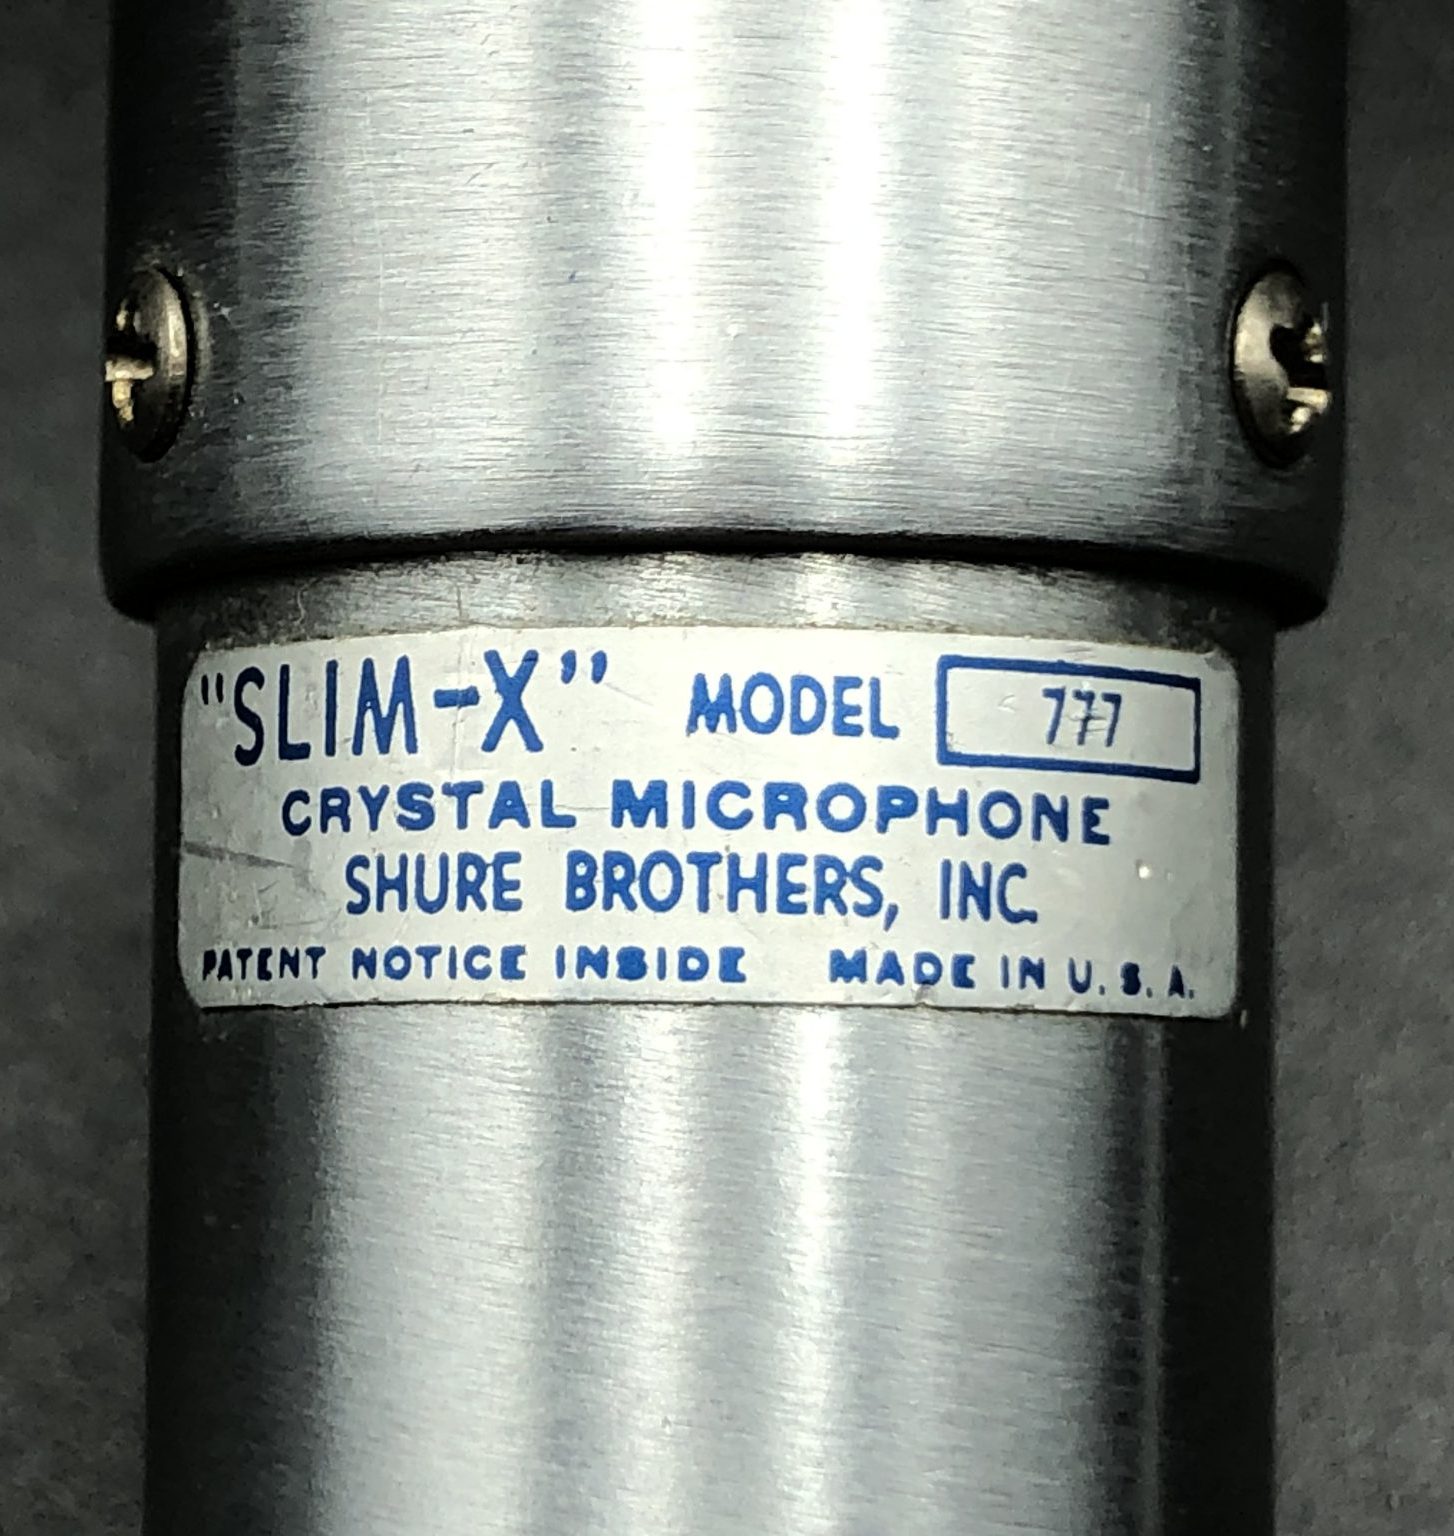 "SLIM-X” MODEL 777
CRYSTAL MICROPHONE
SHURE BROTHERS, INC.
PATENT NOTICE INSIDE MADE IN U. S. A.